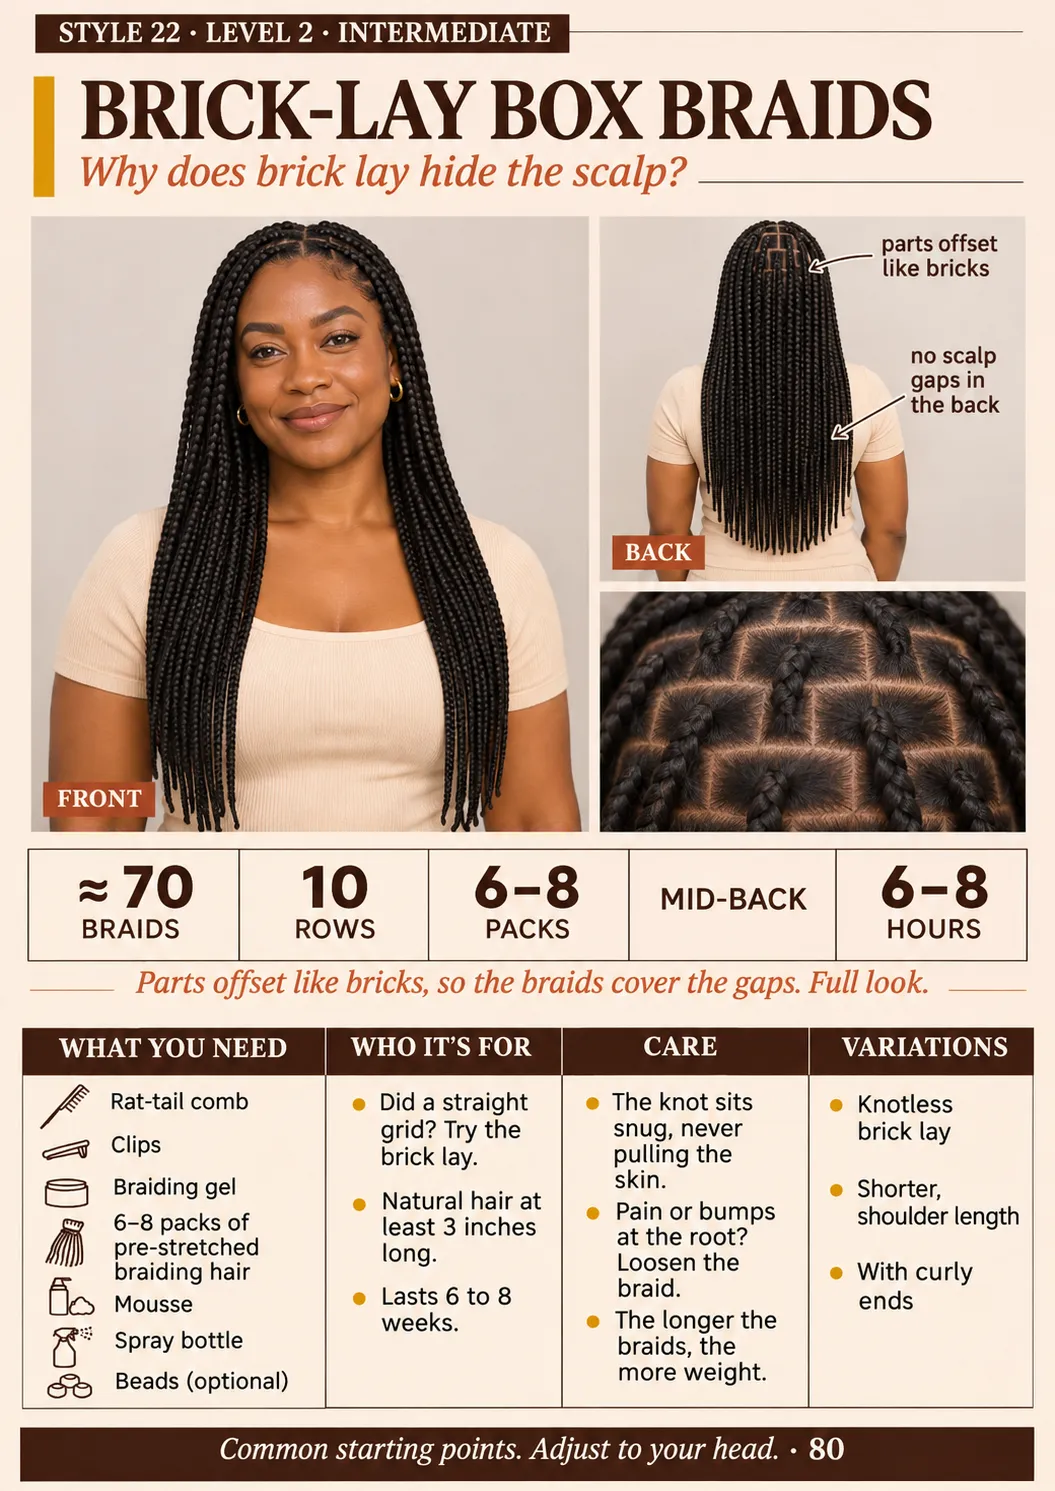 STYLE 22 · LEVEL 2 · INTERMEDIATE
BRICK-LAY BOX BRAIDS
Why does brick lay hide the scalp?
parts offset
like bricks
no scalp
gaps in
the back
BACK
FRONT
≈ 70
BRAIDS
10
ROWS
6–8
PACKS
MID-BACK
6–8
HOURS
Parts offset like bricks, so the braids cover the gaps. Full look.
WHAT YOU NEED
Rat-tail comb
Clips
Braiding gel
6–8 packs of
pre-stretched
braiding hair
Mousse
Spray bottle
Beads (optional)
WHO IT'S FOR
Did a straight
grid? Try the
brick lay.
Natural hair at
least 3 inches
long.
Lasts 6 to 8
weeks.
CARE
The knot sits
snug, never
pulling the
skin.
Pain or bumps
at the root?
Loosen the
braid.
The longer the
braids, the
more weight.
VARIATIONS
Knotless
brick lay
Shorter,
shoulder length
With curly
ends
Common starting points. Adjust to your head. · 80